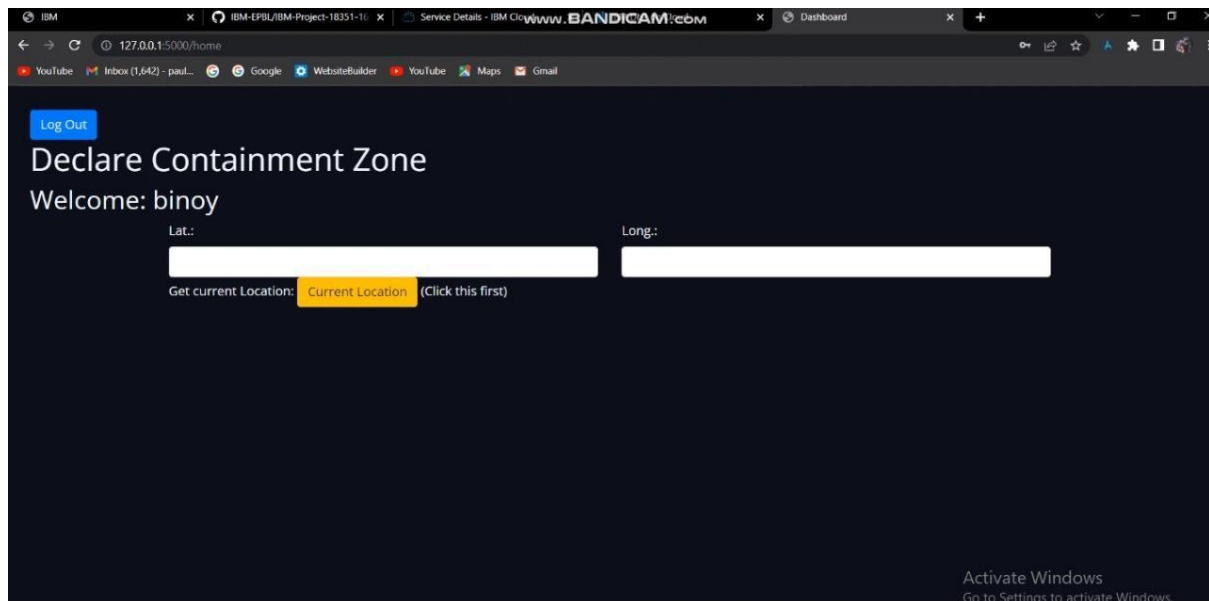 IBM
IBM-EPBL/IBM-Project-18351-16
Service Details - IBM Clo
www.BANDICAM.com
Dashboard
127.0.0.1:5000/home
YouTube Inbox (1,642) - paul... Google WebsiteBuilder YouTube Maps Gmail
Log Out
Declare Containment Zone
Welcome: binoy
Lat.: Long.:
Get current Location: Current Location (Click this first)
Activate Windows
Go to Settings to activate Windows.